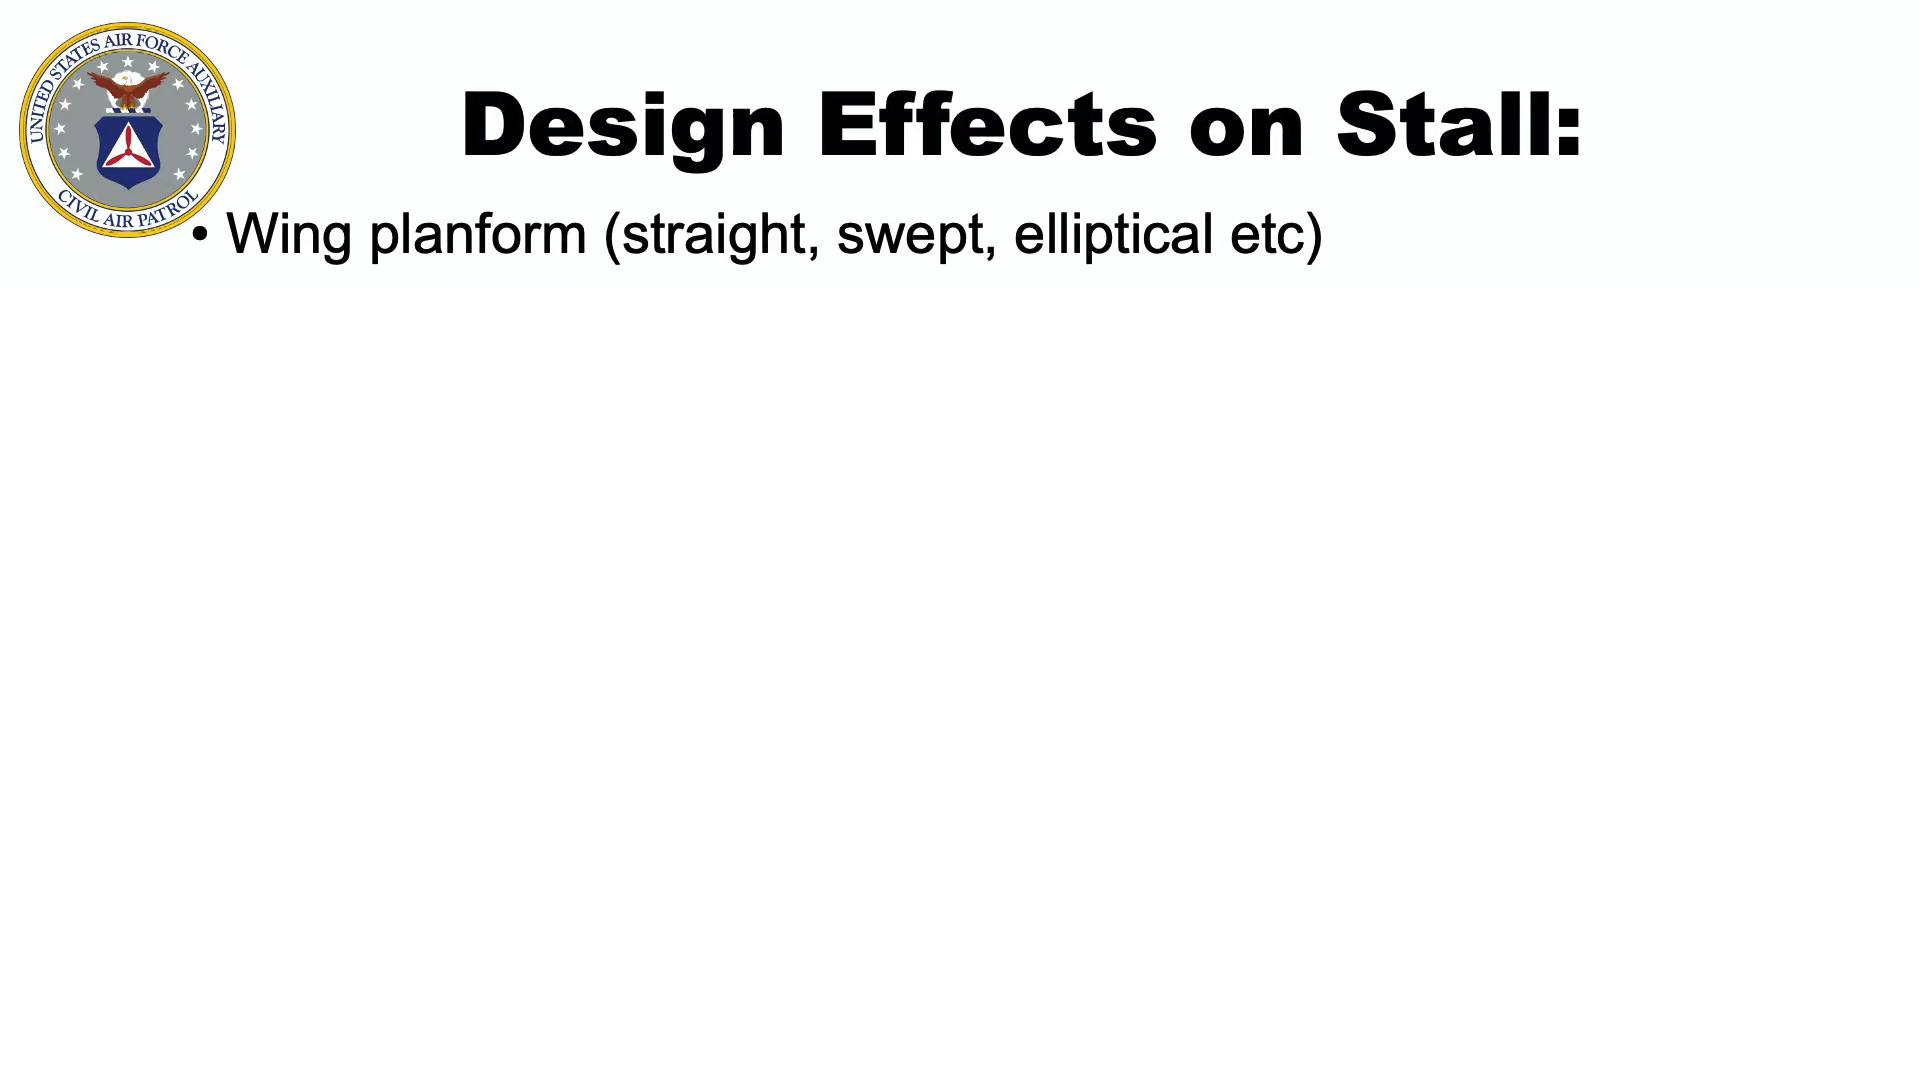 UNITED STATES AIR FORCE AUXILIARY
CIVIL AIR PATROL
Design Effects on Stall:
• Wing planform (straight, swept, elliptical etc)